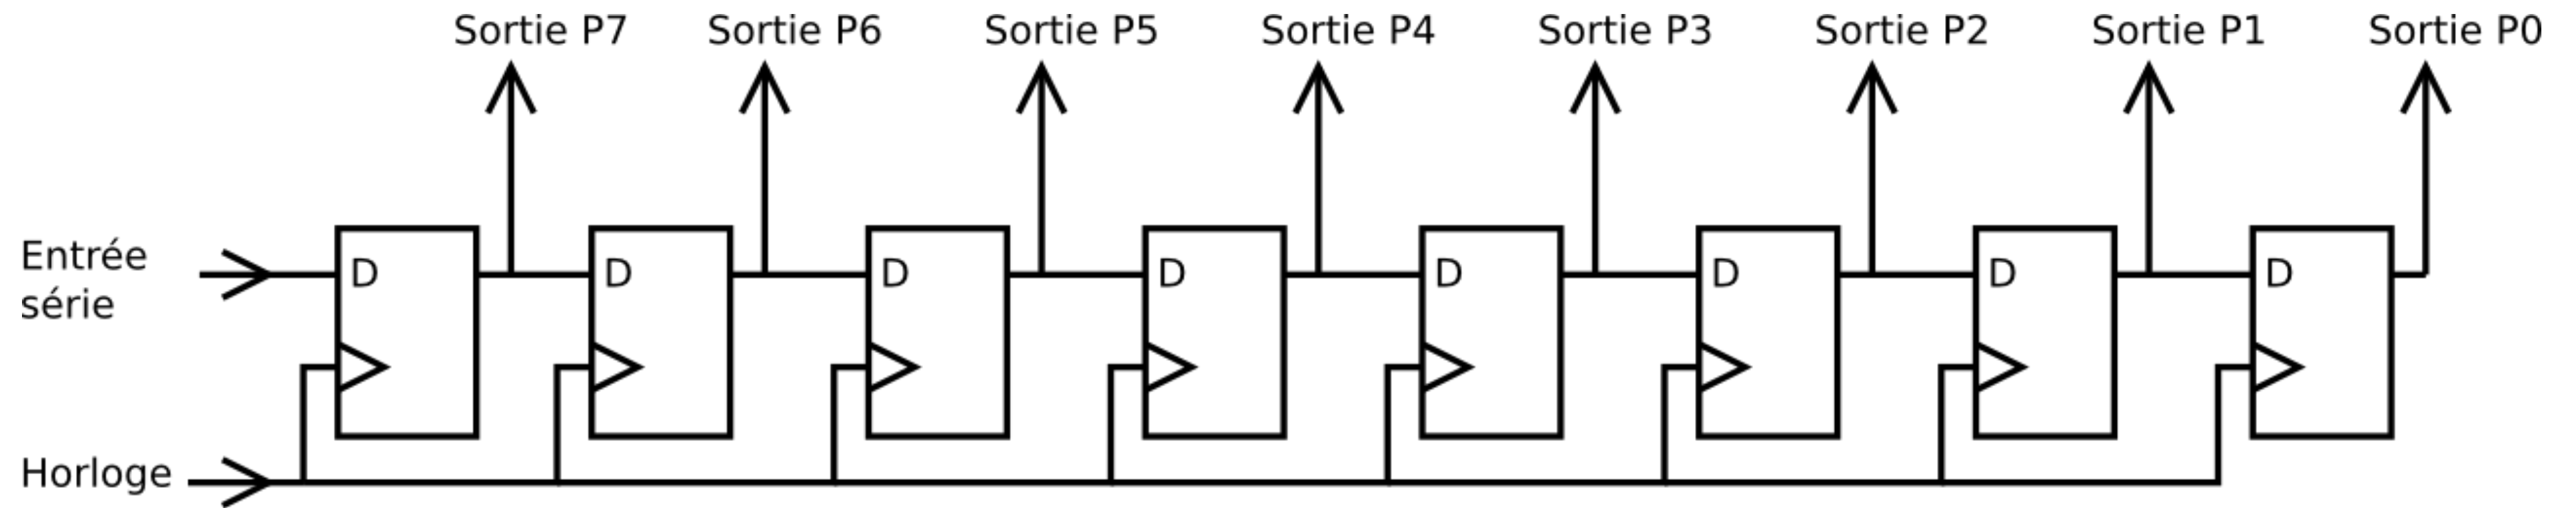 Sortie P7
Sortie P6
Sortie P5
Sortie P4
Sortie P3
Sortie P2
Sortie P1
Sortie P0
Entrée
série
D
D
D
D
D
D
D
D
Horloge